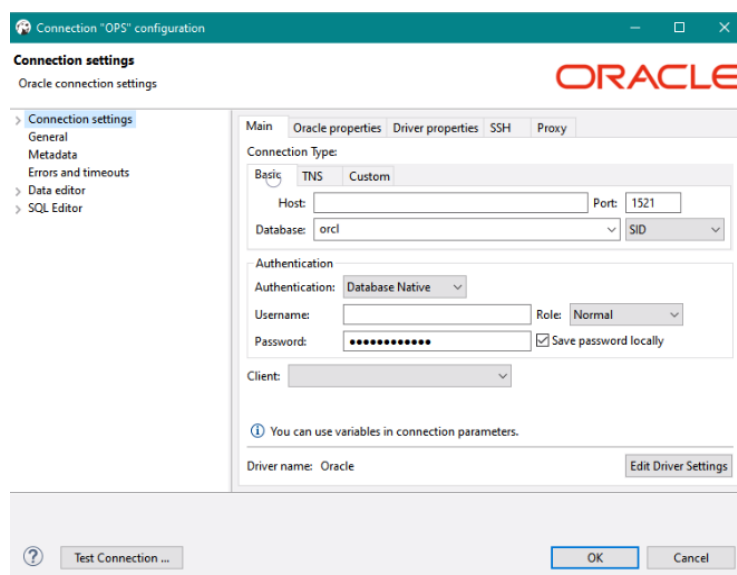 Connection "OPS" configuration
Connection settings
Oracle connection settings
ORACLE
Connection settings
General
Metadata
Errors and timeouts
Data editor
SQL Editor
Main Oracle properties Driver properties SSH Proxy
Connection Type:
Basic TNS Custom
Host: Port: 1521
Database: orcl SID
Authentication
Authentication: Database Native
Username: Role: Normal
Password: •••••••••••• Save password locally
Client:
You can use variables in connection parameters.
Driver name: Oracle Edit Driver Settings
? Test Connection ... OK Cancel